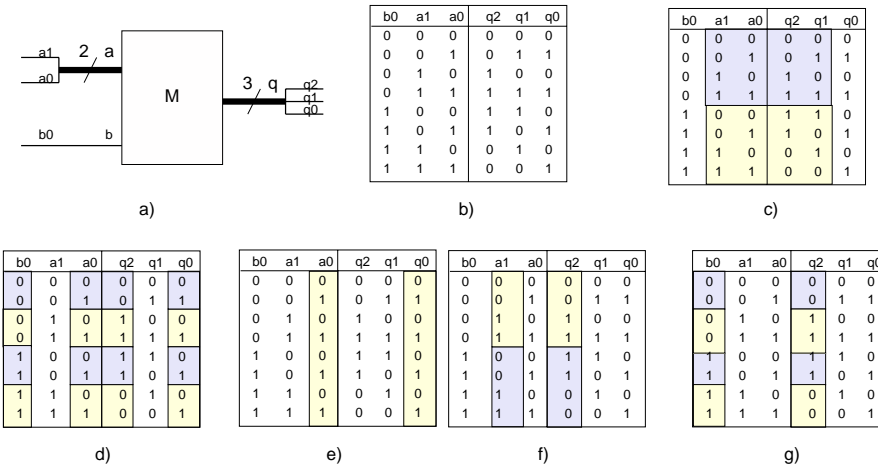 a1 2 a
a0
b0 b
M
3 q
q2
q1
q0
a)
b0 a1 a0 q2 q1 q0
0 0 0 0 0 0
0 0 1 0 1 1
0 1 0 1 0 0
0 1 1 1 1 1
1 0 0 1 1 0
1 0 1 1 0 1
1 1 0 0 1 0
1 1 1 0 0 1
b)
b0 a1 a0 q2 q1 q0
0 0 0 0 0 0
0 0 1 0 1 1
0 1 0 1 0 0
0 1 1 1 1 1
1 0 0 1 1 0
1 0 1 1 0 1
1 1 0 0 1 0
1 1 1 0 0 1
c)
b0 a1 a0 q2 q1 q0
0 0 0 0 0 0
0 0 1 0 1 1
0 1 0 1 0 0
0 1 1 1 1 1
1 0 0 1 1 0
1 0 1 1 0 1
1 1 0 0 1 0
1 1 1 0 0 1
d)
b0 a1 a0 q2 q1 q0
0 0 0 0 0 0
0 0 1 0 1 1
0 1 0 1 0 0
0 1 1 1 1 1
1 0 0 1 1 0
1 0 1 1 0 1
1 1 0 0 1 0
1 1 1 0 0 1
e)
b0 a1 a0 q2 q1 q0
0 0 0 0 0 0
0 0 1 0 1 1
0 1 0 1 0 0
0 1 1 1 1 1
1 0 0 1 1 0
1 0 1 1 0 1
1 1 0 0 1 0
1 1 1 0 0 1
f)
b0 a1 a0 q2 q1 q0
0 0 0 0 0 0
0 0 1 0 1 1
0 1 0 1 0 0
0 1 1 1 1 1
1 0 0 1 1 0
1 0 1 1 0 1
1 1 0 0 1 0
1 1 1 0 0 1
g)